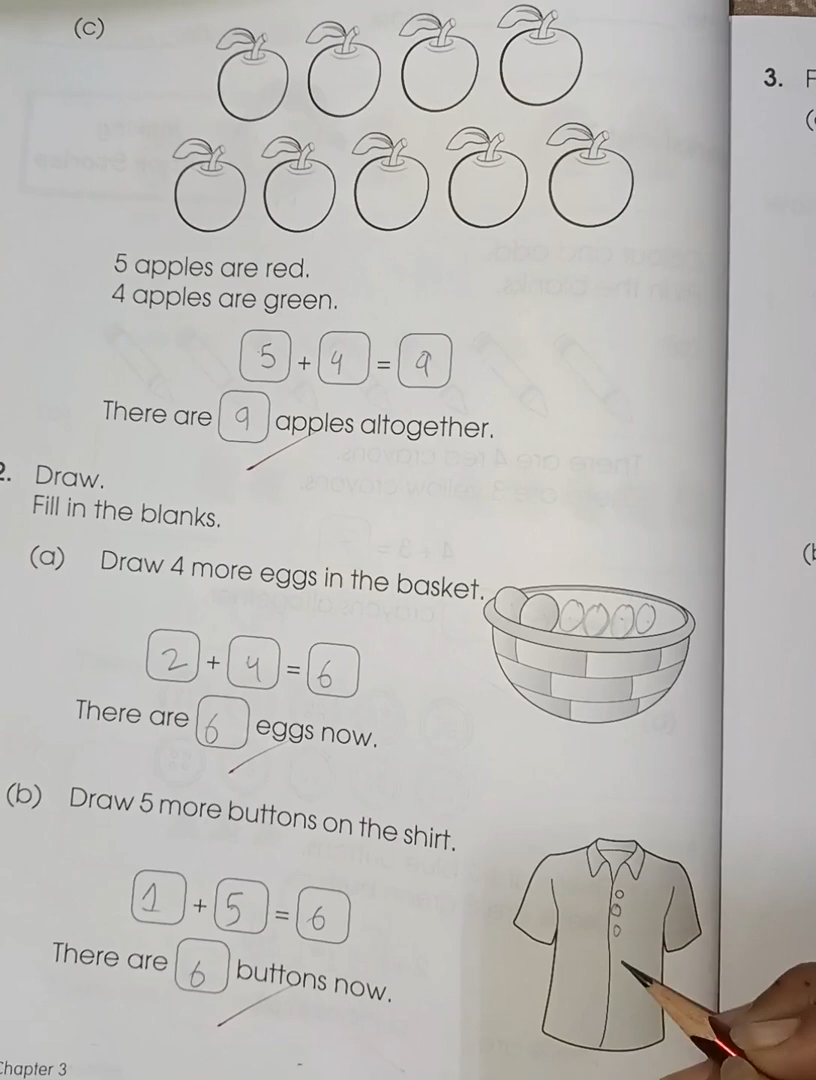 (c)
5 apples are red.
4 apples are green.
5 + 4 = 9
There are 9 apples altogether.
2. Draw.
Fill in the blanks.
(a) Draw 4 more eggs in the basket.
2 + 4 = 6
There are 6 eggs now.
(b) Draw 5 more buttons on the shirt.
1 + 5 = 6
There are 6 buttons now.
Chapter 3
3. F